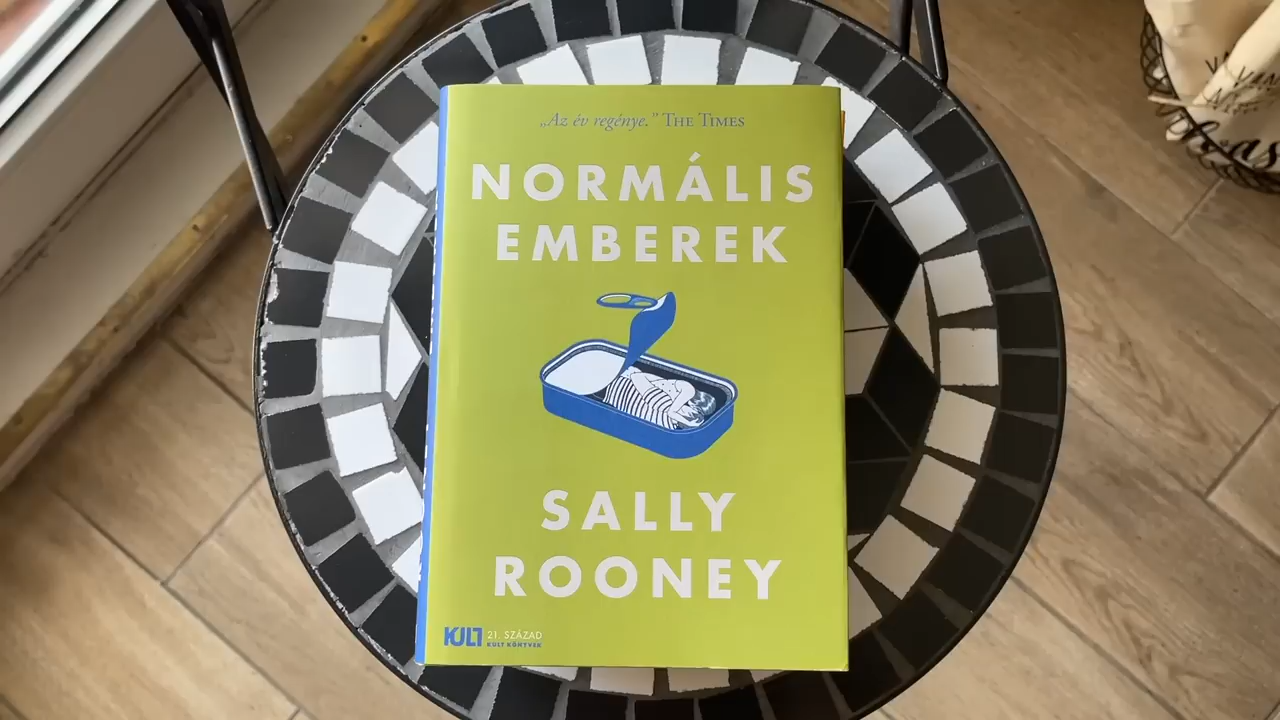 „Az év regénye.” THE TIMES
NORMÁLIS
EMBEREK
SALLY
ROONEY
KULT
21. SZÁZAD
KULT KÖNYVEK